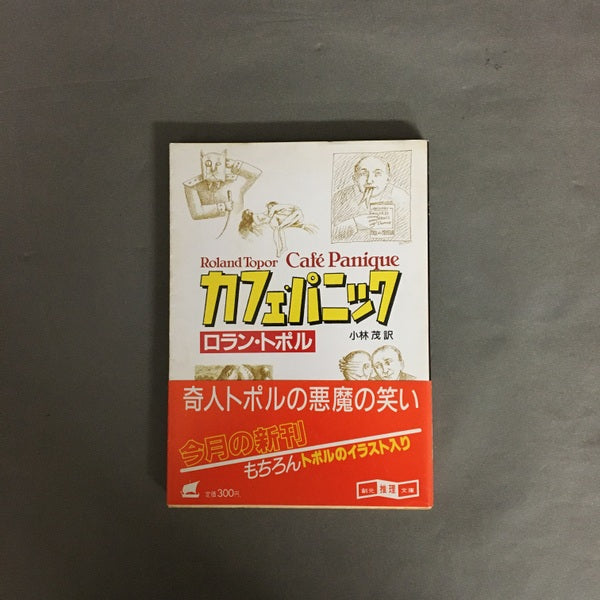 Roland Topor Café Panique
カフェ・パニック
ロラン・トポル
小林 茂 訳
奇人トポルの悪魔の笑い
今月の新刊
もちろんトポルのイラスト入り
定価300円
創元推理文庫